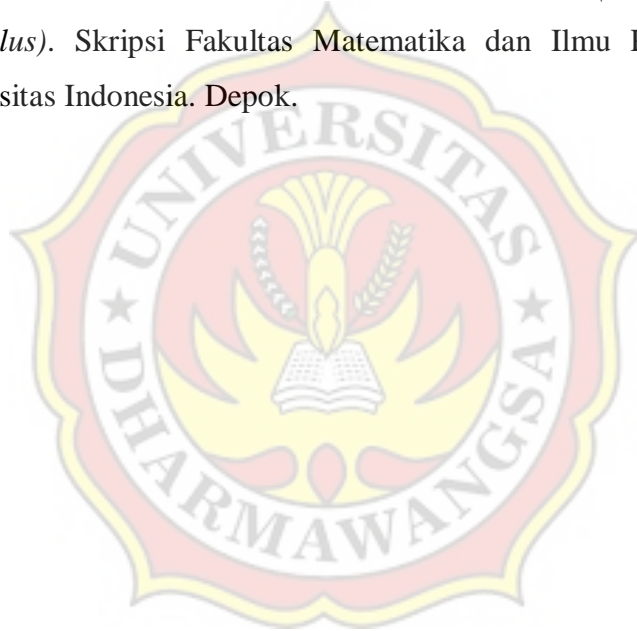 lus). Skripsi Fakultas Matematika dan Ilmu
sitas Indonesia. Depok.
UNIVERSITAS
DHARMAWANGSA